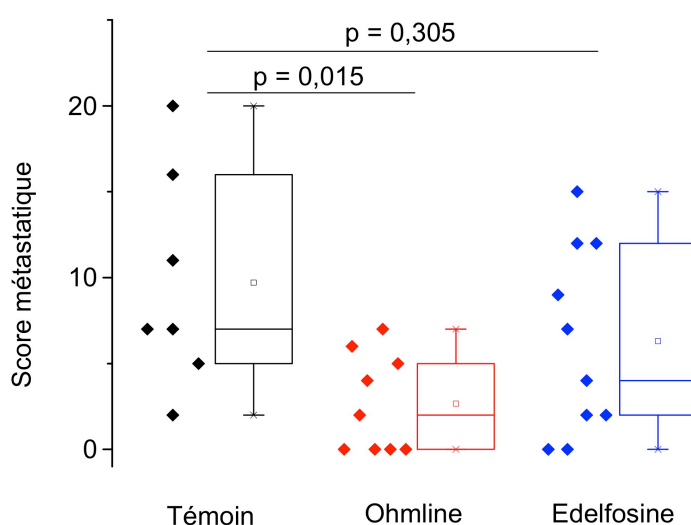 p = 0,305
p = 0,015
20
10
0
Score métastatique
Témoin
Ohmline
Edelfosine